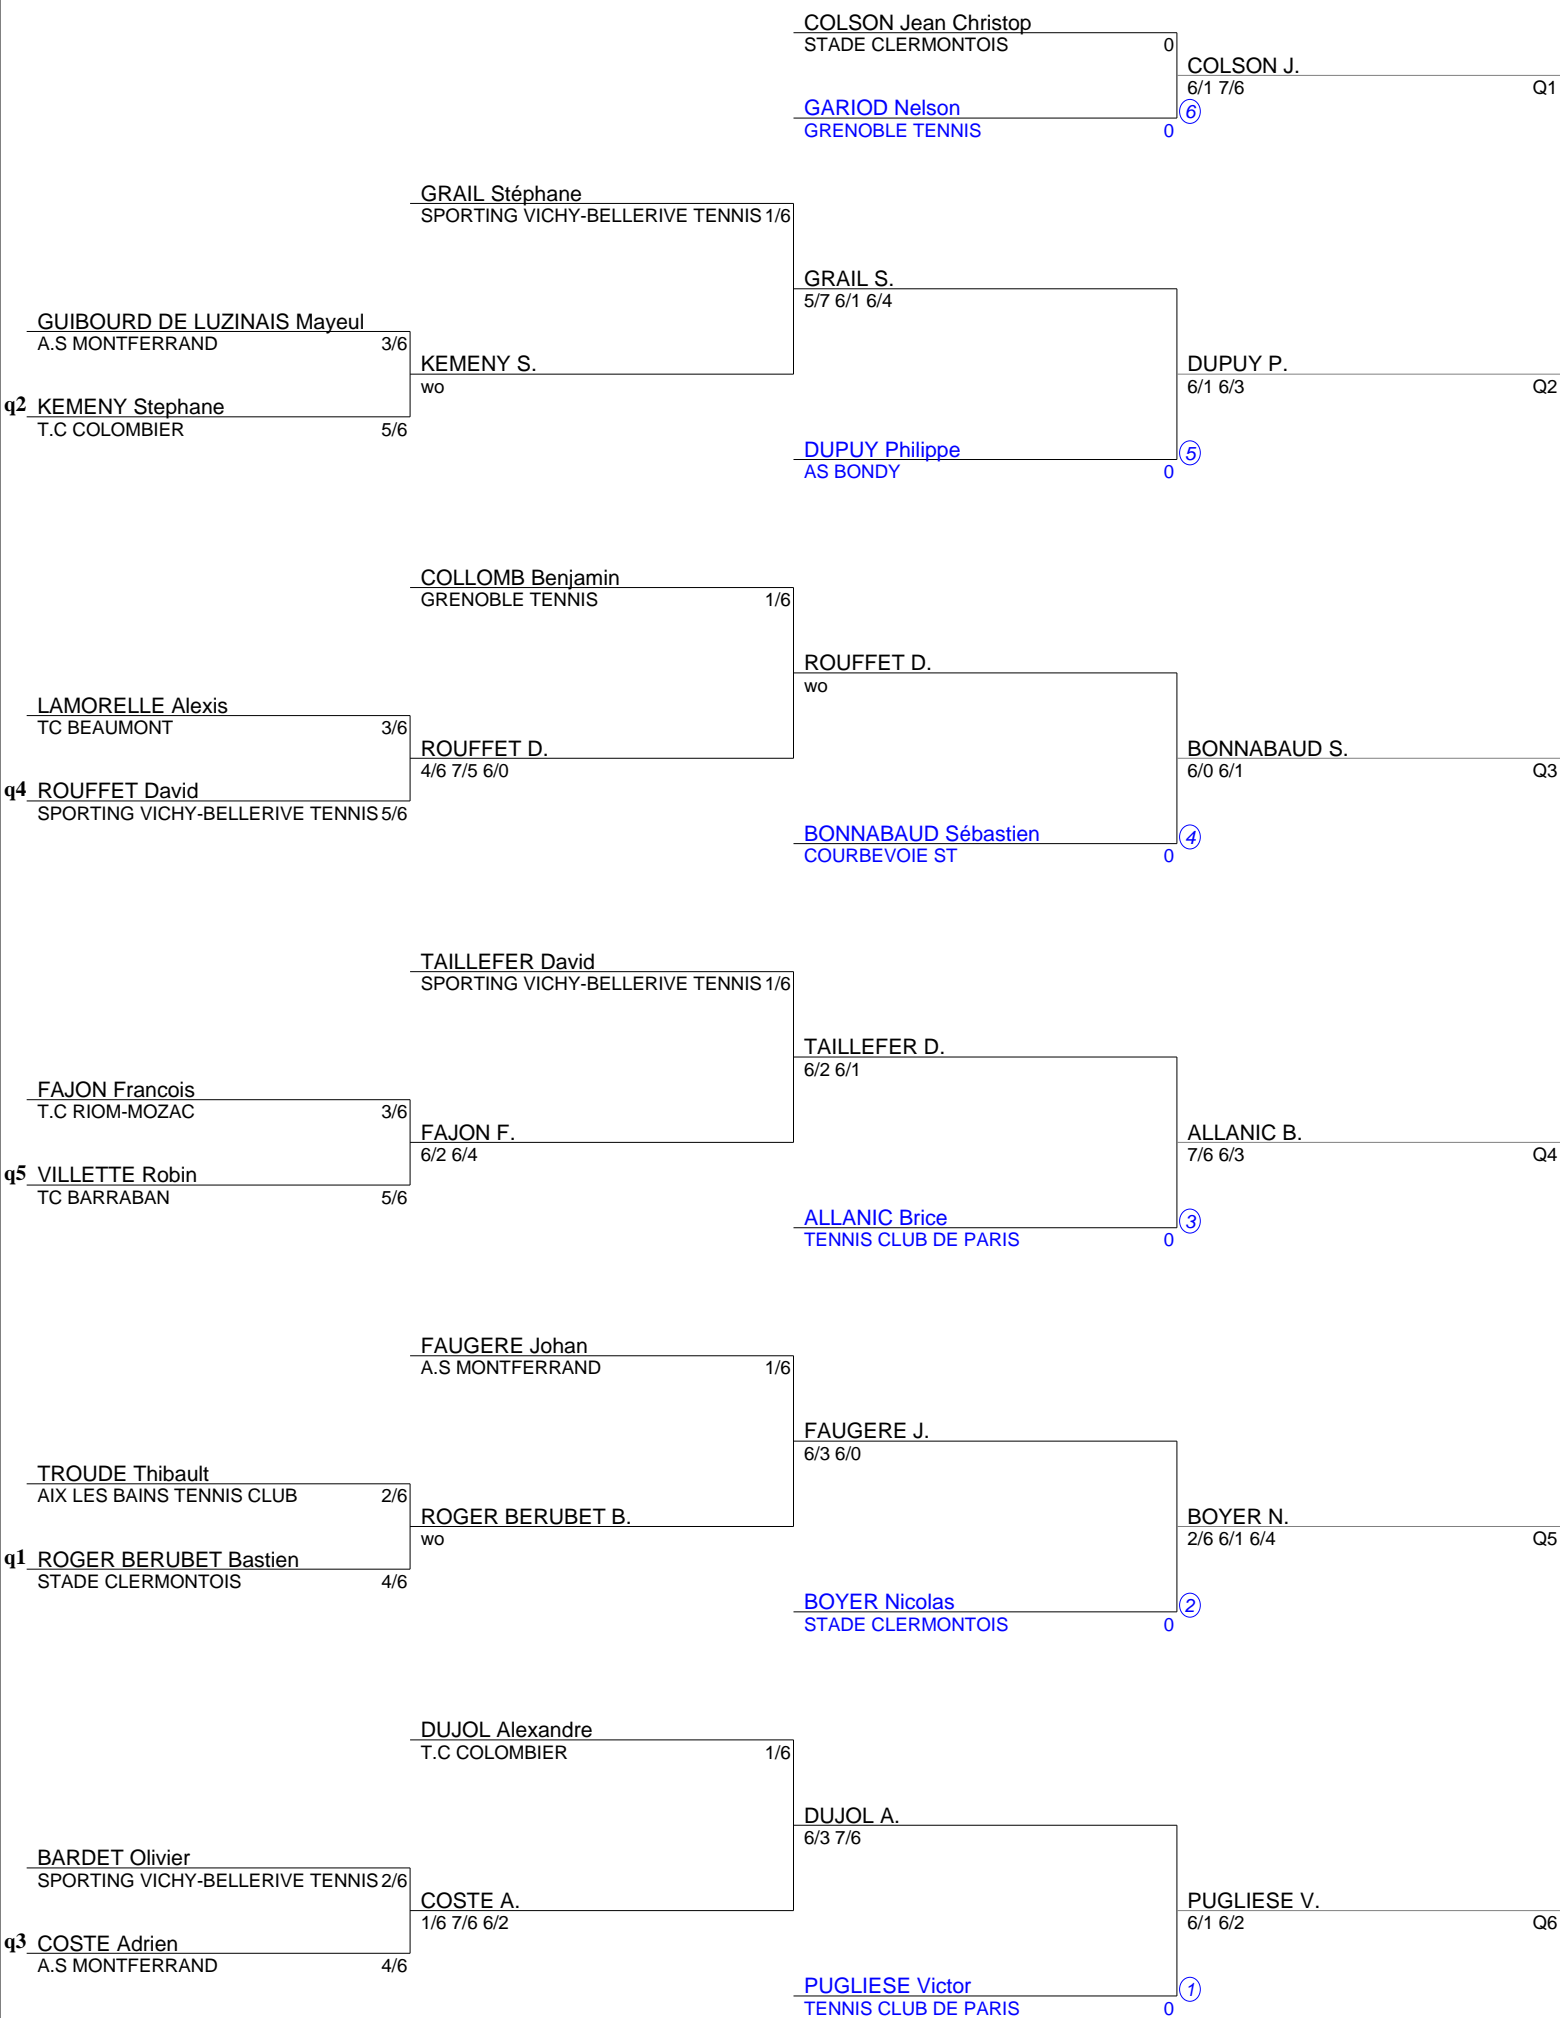 COLSON Jean Christop
STADE CLERMONTOIS 0
COLSON J.
6/1 7/6 Q1
GARIOD Nelson 6
GRENOBLE TENNIS 0
GRAIL Stéphane
SPORTING VICHY-BELLERIVE TENNIS 1/6
GRAIL S.
5/7 6/1 6/4
GUIBOURD DE LUZINAIS Mayeul
A.S MONTFERRAND 3/6
KEMENY S.
wo
DUPUY P.
6/1 6/3 Q2
q2 KEMENY Stephane
T.C COLOMBIER 5/6
DUPUY Philippe 5
AS BONDY 0
COLLOMB Benjamin
GRENOBLE TENNIS 1/6
ROUFFET D.
wo
LAMORELLE Alexis
TC BEAUMONT 3/6
ROUFFET D.
4/6 7/5 6/0
BONNABAUD S.
6/0 6/1 Q3
q4 ROUFFET David
SPORTING VICHY-BELLERIVE TENNIS 5/6
BONNABAUD Sébastien 4
COURBEVOIE ST 0
TAILLEFER David
SPORTING VICHY-BELLERIVE TENNIS 1/6
TAILLEFER D.
6/2 6/1
FAJON Francois
T.C RIOM-MOZAC 3/6
FAJON F.
6/2 6/4
ALLANIC B.
7/6 6/3 Q4
q5 VILLETTE Robin
TC BARRABAN 5/6
ALLANIC Brice 3
TENNIS CLUB DE PARIS 0
FAUGERE Johan
A.S MONTFERRAND 1/6
FAUGERE J.
6/3 6/0
TROUDE Thibault
AIX LES BAINS TENNIS CLUB 2/6
ROGER BERUBET B.
wo
BOYER N.
2/6 6/1 6/4 Q5
q1 ROGER BERUBET Bastien
STADE CLERMONTOIS 4/6
BOYER Nicolas 2
STADE CLERMONTOIS 0
DUJOL Alexandre
T.C COLOMBIER 1/6
DUJOL A.
6/3 7/6
BARDET Olivier
SPORTING VICHY-BELLERIVE TENNIS 2/6
COSTE A.
1/6 7/6 6/2
PUGLIESE V.
6/1 6/2 Q6
q3 COSTE Adrien
A.S MONTFERRAND 4/6
PUGLIESE Victor 1
TENNIS CLUB DE PARIS 0